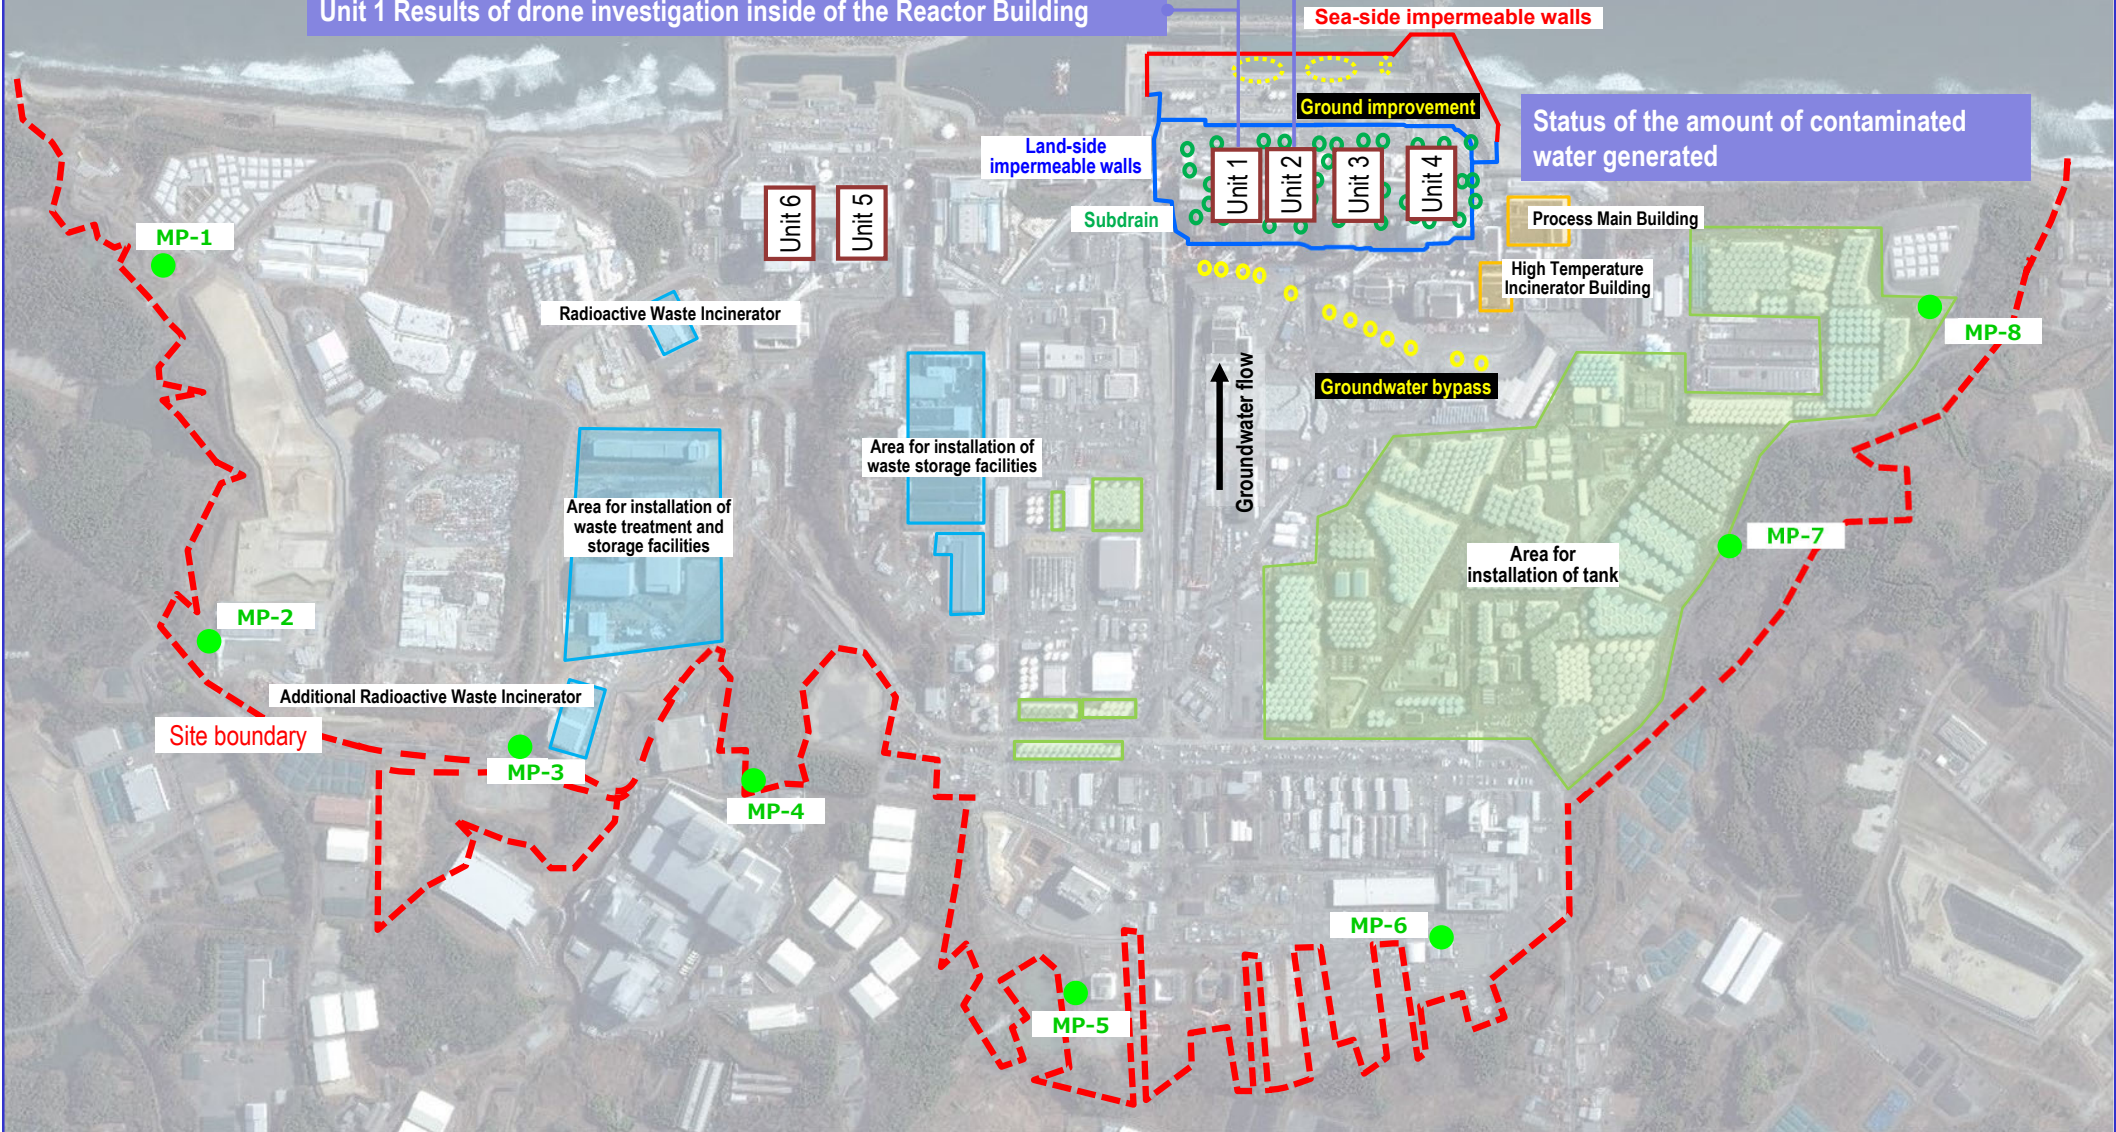 Unit 1 Results of drone investigation inside of the Reactor Building
Sea-side impermeable walls
Ground improvement
Status of the amount of contaminated
water generated
Land-side
impermeable walls
Unit 1
Unit 2
Unit 3
Unit 4
Unit 6
Unit 5
Subdrain
Process Main Building
MP-1
High Temperature
Incinerator Building
Radioactive Waste Incinerator
MP-8
Groundwater flow
Groundwater bypass
Area for installation of
waste storage facilities
Area for installation of
waste treatment and
storage facilities
MP-7
Area for
installation of tank
MP-2
Additional Radioactive Waste Incinerator
Site boundary
MP-3
MP-4
MP-6
MP-5